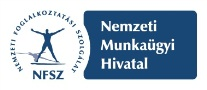 NEMZETI FOGLALKOZTATÁSI SZOLGÁLAT
NFSZ
Nemzeti
Munkaügyi
Hivatal